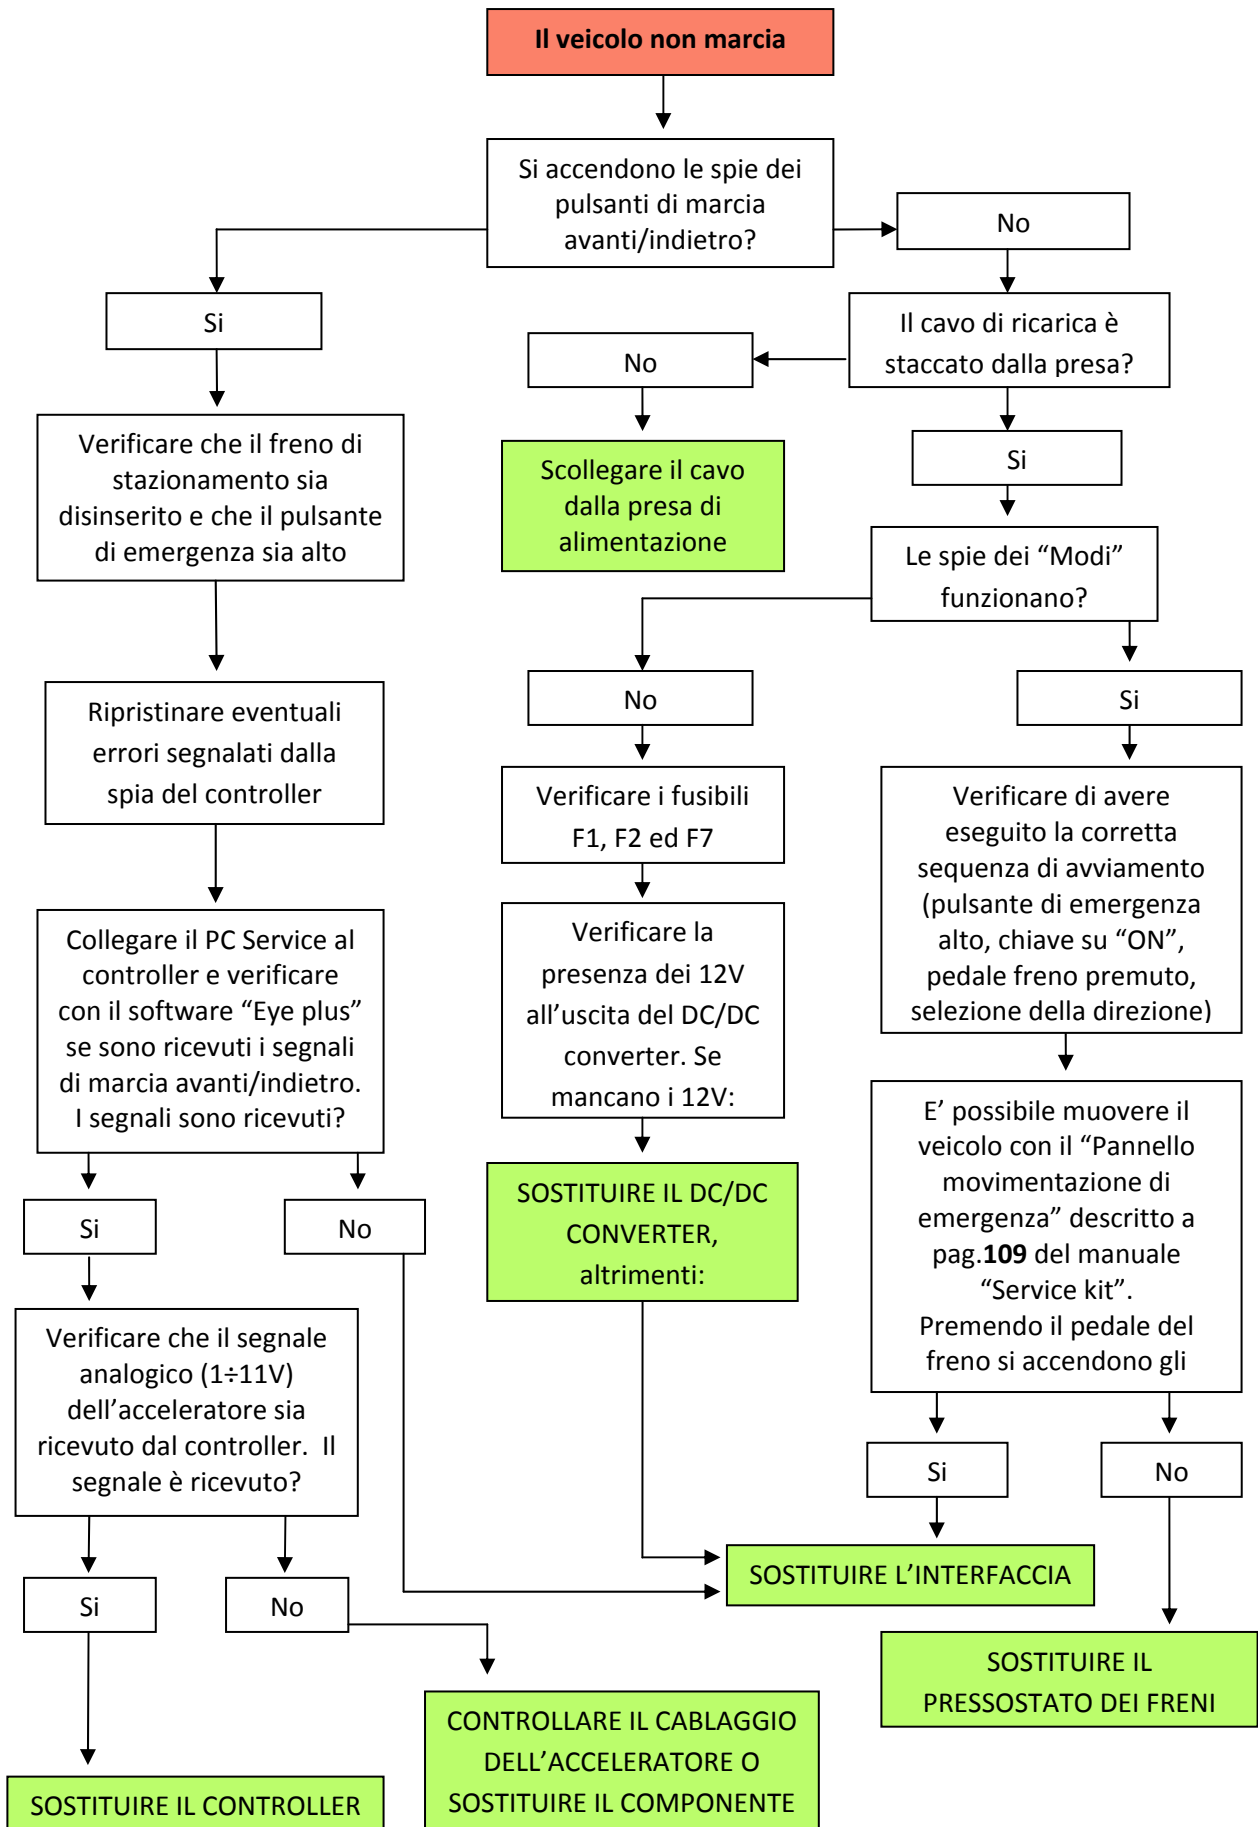 Il veicolo non marcia
Si accendono le spie dei
pulsanti di marcia
avanti/indietro?
No
Si
Il cavo di ricarica è
staccato dalla presa?
No
Verificare che il freno di
stazionamento sia
disinserito e che il pulsante
di emergenza sia alto
Scollegare il cavo
dalla presa di
alimentazione
Si
Le spie dei “Modi”
funzionano?
No
Si
Ripristinare eventuali
errori segnalati dalla
spia del controller
Verificare i fusibili
F1, F2 ed F7
Verificare di avere
eseguito la corretta
sequenza di avviamento
(pulsante di emergenza
alto, chiave su “ON”,
pedale freno premuto,
selezione della direzione)
Collegare il PC Service al
controller e verificare
con il software “Eye plus”
se sono ricevuti i segnali
di marcia avanti/indietro.
I segnali sono ricevuti?
Verificare la
presenza dei 12V
all’uscita del DC/DC
converter. Se
mancano i 12V:
E’ possibile muovere il
veicolo con il “Pannello
movimentazione di
emergenza” descritto a
pag.109 del manuale
“Service kit”.
Premendo il pedale del
freno si accendono gli
Si
No
SOSTITUIRE IL DC/DC
CONVERTER,
altrimenti:
Verificare che il segnale
analogico (1÷11V)
dell’acceleratore sia
ricevuto dal controller.  Il
segnale è ricevuto?
Si
No
SOSTITUIRE L’INTERFACCIA
Si
No
SOSTITUIRE IL
PRESSOSTATO DEI FRENI
CONTROLLARE IL CABLAGGIO
DELL’ACCELERATORE O
SOSTITUIRE IL COMPONENTE
SOSTITUIRE IL CONTROLLER